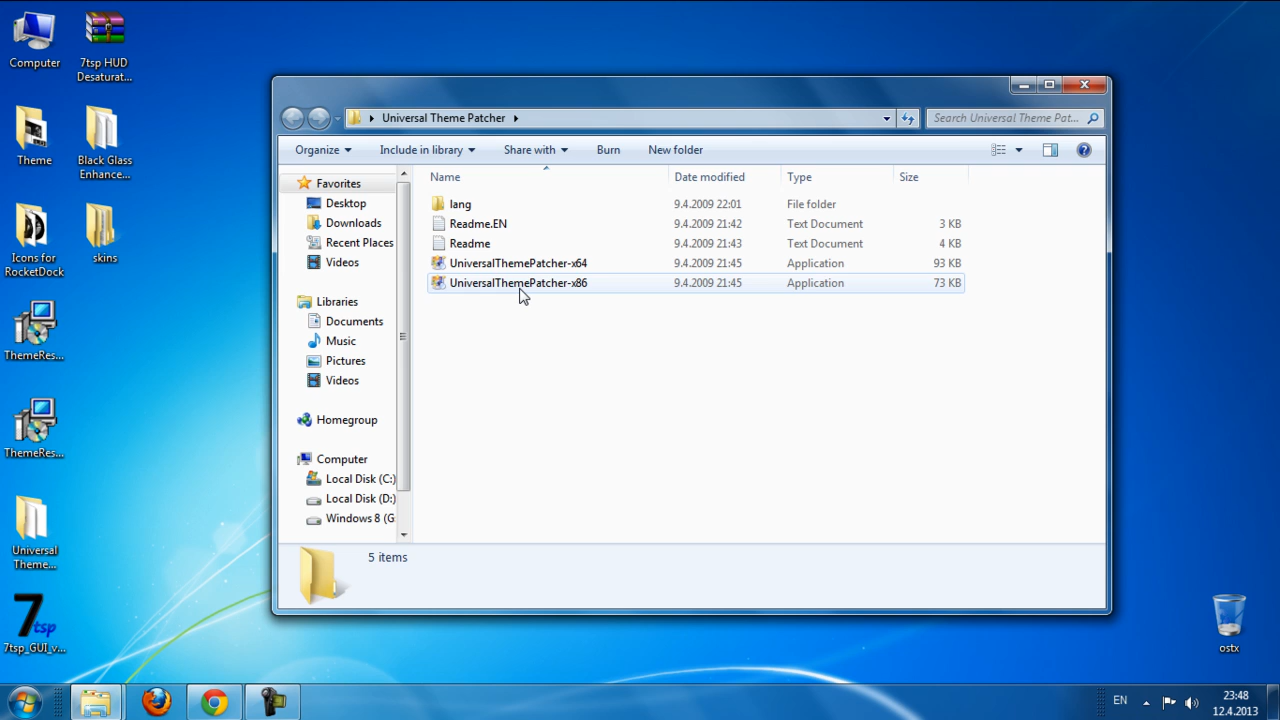 Computer
7tsp HUD
Desaturat...
Theme
Black Glass
Enhance...
Icons for
RocketDock
skins
ThemeRes...
ThemeRes...
Universal
Theme...
7tsp
7tsp_GUI_v...
Universal Theme Patcher
Search Universal Theme Pat...
Organize
Include in library
Share with
Burn
New folder
Favorites
Desktop
Downloads
Recent Places
Videos
Libraries
Documents
Music
Pictures
Videos
Homegroup
Computer
Local Disk (C:)
Local Disk (D:)
Windows 8 (G
Name Date modified Type Size
lang 9.4.2009 22:01 File folder
Readme.EN 9.4.2009 21:42 Text Document 3 KB
Readme 9.4.2009 21:43 Text Document 4 KB
UniversalThemePatcher-x64 9.4.2009 21:45 Application 93 KB
UniversalThemePatcher-x86 9.4.2009 21:45 Application 73 KB
5 items
ostx
EN
23:48
12.4.2013